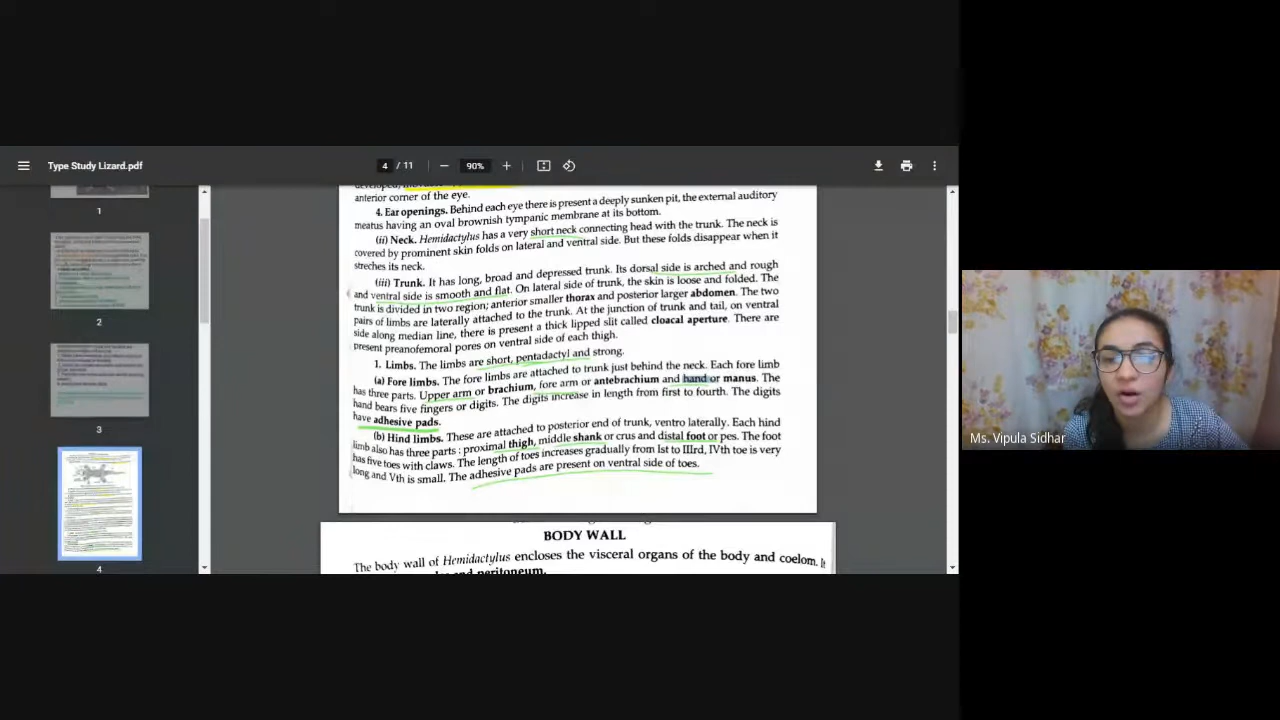 Type Study Lizard.pdf
4 / 11
90%
1
2
3
4
anterior corner of the eye.
4. Ear openings. Behind each eye there is present a deeply sunken pit, the external auditory
meatus having an oval brownish tympanic membrane at its bottom.
(ii) Neck. Hemidactylus has a very short neck connecting head with the trunk. The neck is
covered by prominent skin folds on lateral and ventral side. But these folds disappear when it
streches its neck.
(iii) Trunk. It has long, broad and depressed trunk. Its dorsal side is arched and rough
and ventral side is smooth and flat. On lateral side of trunk, the skin is loose and folded. The
trunk is divided in two region; anterior smaller thorax and posterior larger abdomen. The two
pairs of limbs are laterally attached to the trunk. At the junction of trunk and tail, on ventral
side along median line, there is present a thick lipped slit called cloacal aperture. There are
present preanofemoral pores on ventral side of each thigh.
1. Limbs. The limbs are short, pentadactyl and strong.
(a) Fore limbs. The fore limbs are attached to trunk just behind the neck. Each fore limb
has three parts. Upper arm or brachium, fore arm or antebrachium and hand or manus. The
hand bears five fingers or digits. The digits increase in length from first to fourth. The digits
have adhesive pads.
(b) Hind limbs. These are attached to posterior end of trunk, ventro laterally. Each hind
limb also has three parts : proximal thigh, middle shank or crus and distal foot or pes. The foot
has five toes with claws. The length of toes increases gradually from Ist to IIIrd, IVth toe is very
long and Vth is small. The adhesive pads are present on ventral side of toes.
BODY WALL
The body wall of Hemidactylus encloses the visceral organs of the body and coelom. It
and peritoneum.
Ms. Vipula Sidhar